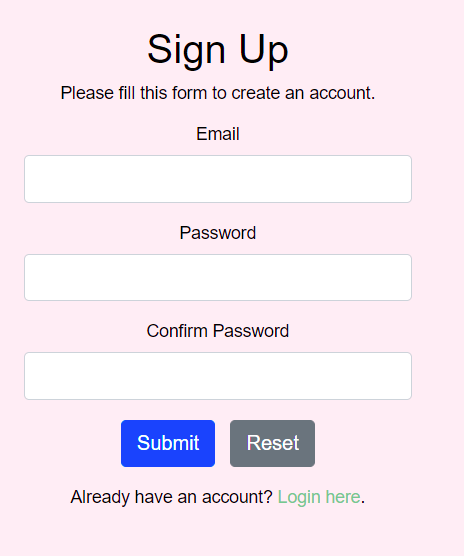 Sign Up
Please fill this form to create an account.
Email
Password
Confirm Password
Submit Reset
Already have an account? Login here.